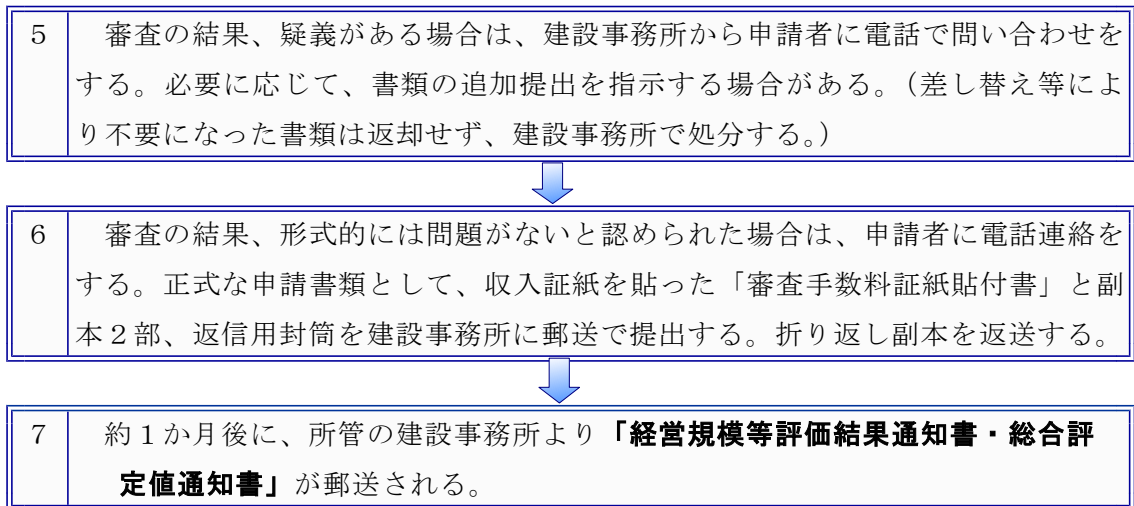 5 審査の結果、疑義がある場合は、建設事務所から申請者に電話で問い合わせを
する。必要に応じて、書類の追加提出を指示する場合がある。(差し替え等によ
り不要になった書類は返却せず、建設事務所で処分する。)
6 審査の結果、形式的には問題がないと認められた場合は、申請者に電話連絡を
する。正式な申請書類として、収入証紙を貼った「審査手数料証紙貼付書」と副
本2部、返信用封筒を建設事務所に郵送で提出する。折り返し副本を返送する。
7 約1か月後に、所管の建設事務所より「経営規模等評価結果通知書・総合評
定値通知書」が郵送される。